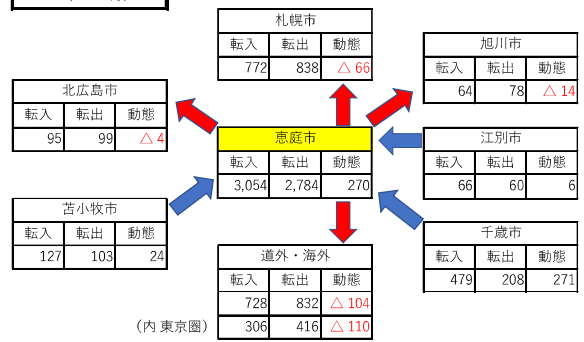 札幌市
転入 転出 動態
772 838 △ 66
旭川市
転入 転出 動態
64 78 △ 14
北広島市
転入 転出 動態
95 99 △ 4
恵庭市
転入 転出 動態
3,054 2,784 270
江別市
転入 転出 動態
66 60 6
苫小牧市
転入 転出 動態
127 103 24
千歳市
転入 転出 動態
479 208 271
道外・海外
転入 転出 動態
728 832 △ 104
(内 東京圏) 306 416 △ 110